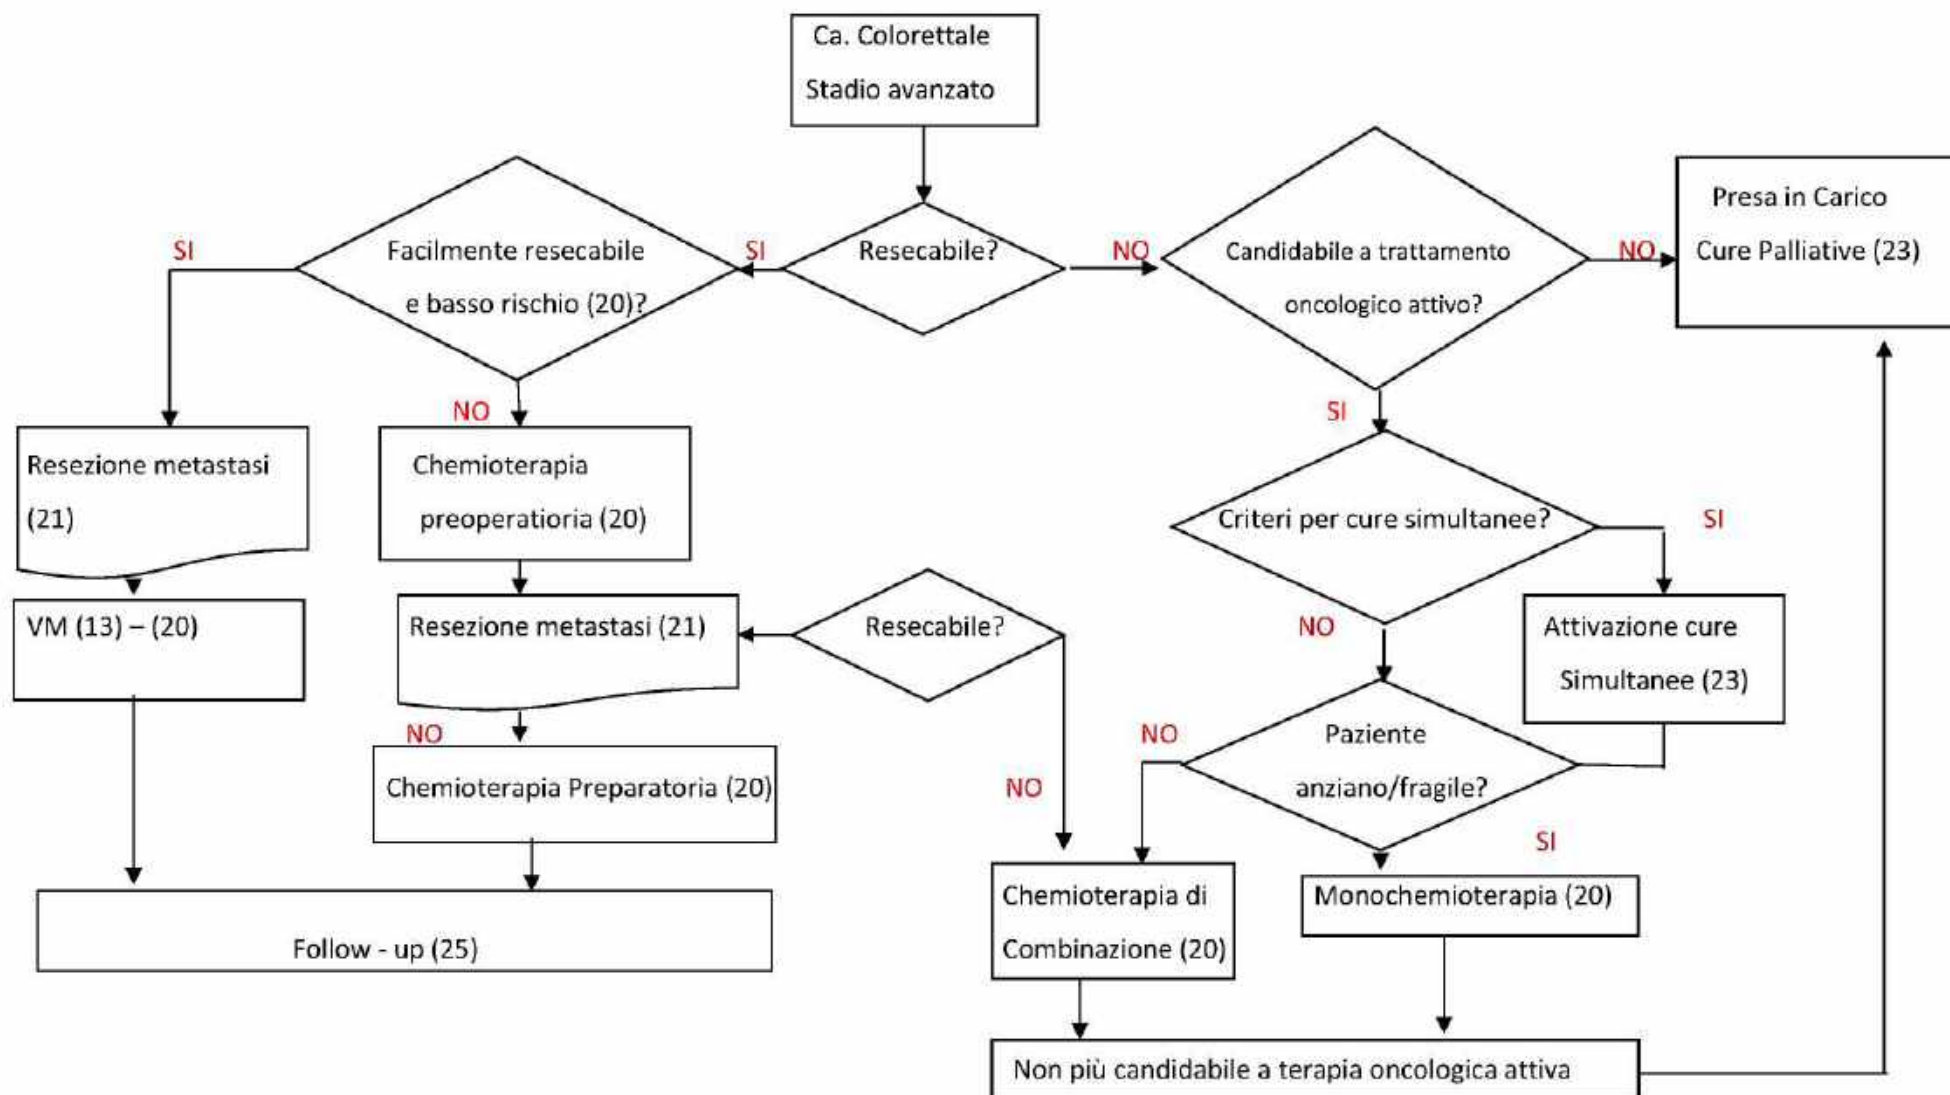 Ca. Colorettale
Stadio avanzato
SI
Facilmente resecabile
e basso rischio (20)?
SI
Resecabile?
NO
Candidabile a trattamento
oncologico attivo?
NO
Presa in Carico
Cure Palliative (23)
NO
SI
Resezione metastasi
(21)
Chemioterapia
preoperatioria (20)
Criteri per cure simultanee?
SI
VM (13) – (20)
Resezione metastasi (21)
Resecabile?
NO
Attivazione cure
Simultanee (23)
NO
Chemioterapia Preparatoria (20)
NO
NO
Paziente
anziano/fragile?
SI
Follow - up (25)
Chemioterapia di
Combinazione (20)
Monochemioterapia (20)
Non più candidabile a terapia oncologica attiva